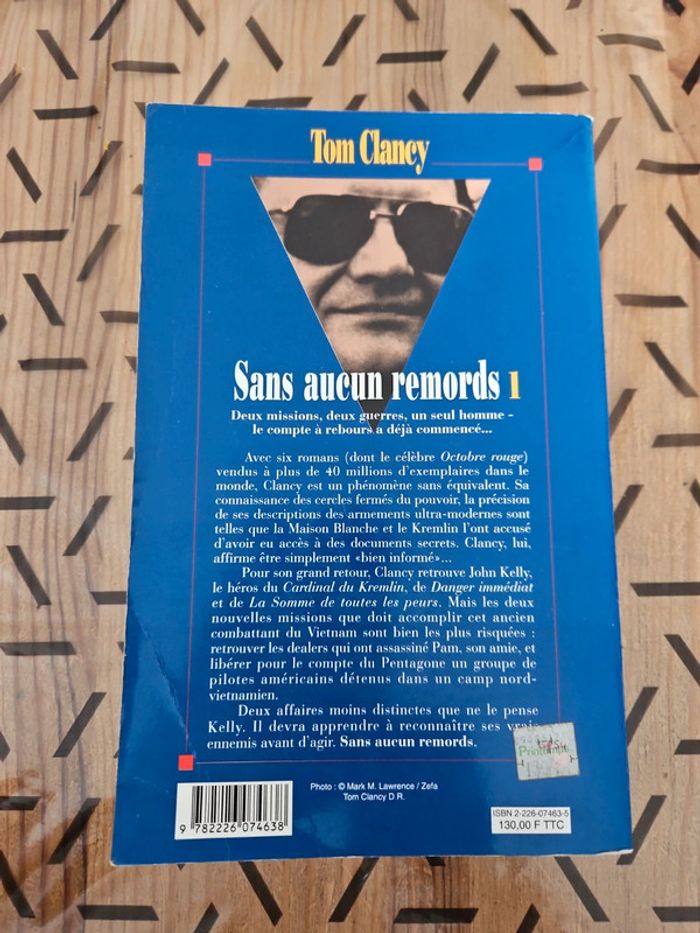 Tom Clancy
Sans aucun remords 1
Deux missions, deux guerres, un seul homme –
le compte à rebours a déjà commencé...
Avec six romans (dont le célèbre Octobre rouge)
vendus à plus de 40 millions d'exemplaires dans le
monde, Clancy est un phénomène sans équivalent. Sa
connaissance des cercles fermés du pouvoir, la précision
de ses descriptions des armements ultra-modernes sont
telles que la Maison Blanche et le Kremlin l'ont accusé
d'avoir eu accès à des documents secrets. Clancy, lui,
affirme être simplement «bien informé»...
Pour son grand retour, Clancy retrouve John Kelly,
le héros du Cardinal du Kremlin, de Danger immédiat
et de La Somme de toutes les peurs. Mais les deux
nouvelles missions que doit accomplir cet ancien
combattant du Vietnam sont bien les plus risquées :
retrouver les dealers qui ont assassiné Pam, son amie, et
libérer pour le compte du Pentagone un groupe de
pilotes américains détenus dans un camp nord-
vietnamien.
Deux affaires moins distinctes que ne le pense
Kelly. Il devra apprendre à reconnaître ses vrais
ennemis avant d'agir. Sans aucun remords.
Printemps
Photo : © Mark M. Lawrence / Zefa
Tom Clancy D.R.
9 782226 074638
ISBN 2-226-07463-5
130,00 F TTC